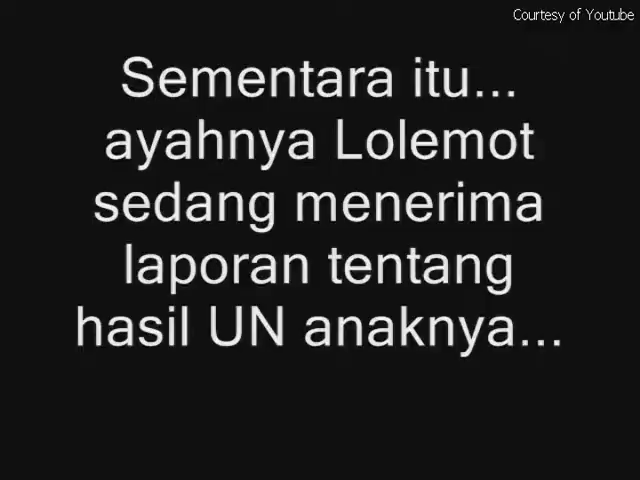 Courtesy of Youtube
Sementara itu...
ayahnya Lolemot
sedang menerima
laporan tentang
hasil UN anaknya...